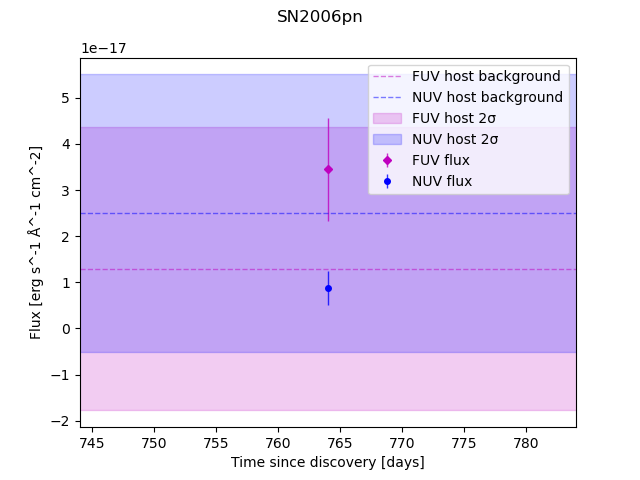 SN2006pn
1e−17
FUV host background
NUV host background
FUV host 2σ
NUV host 2σ
FUV flux
NUV flux
5
4
3
2
1
0
−1
−2
Flux [erg s^-1 Å^-1 cm^-2]
745 750 755 760 765 770 775 780
Time since discovery [days]